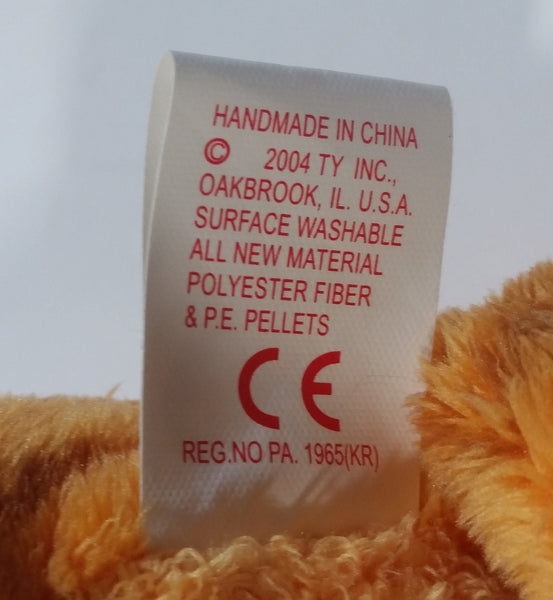 HANDMADE IN CHINA
© 2004 TY INC.,
OAKBROOK, IL. U.S.A.
SURFACE WASHABLE
ALL NEW MATERIAL
POLYESTER FIBER
& P.E. PELLETS
CE
REG.NO PA. 1965(KR)